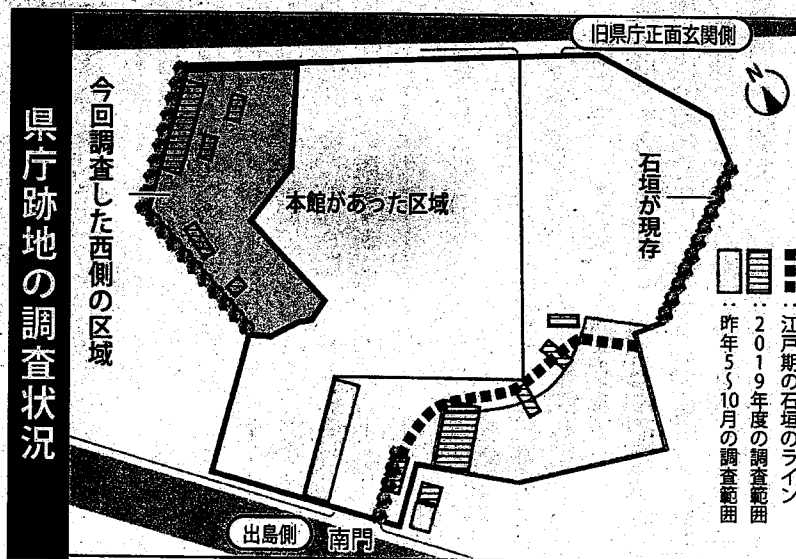 県庁跡地の調査状況
旧県庁正面玄関側
N
今回調査した西側の区域
本館があった区域
石垣が現存
：江戸期の石垣のライン
：2019年度の調査範囲
：昨年5〜10月の調査範囲
出島側
南門